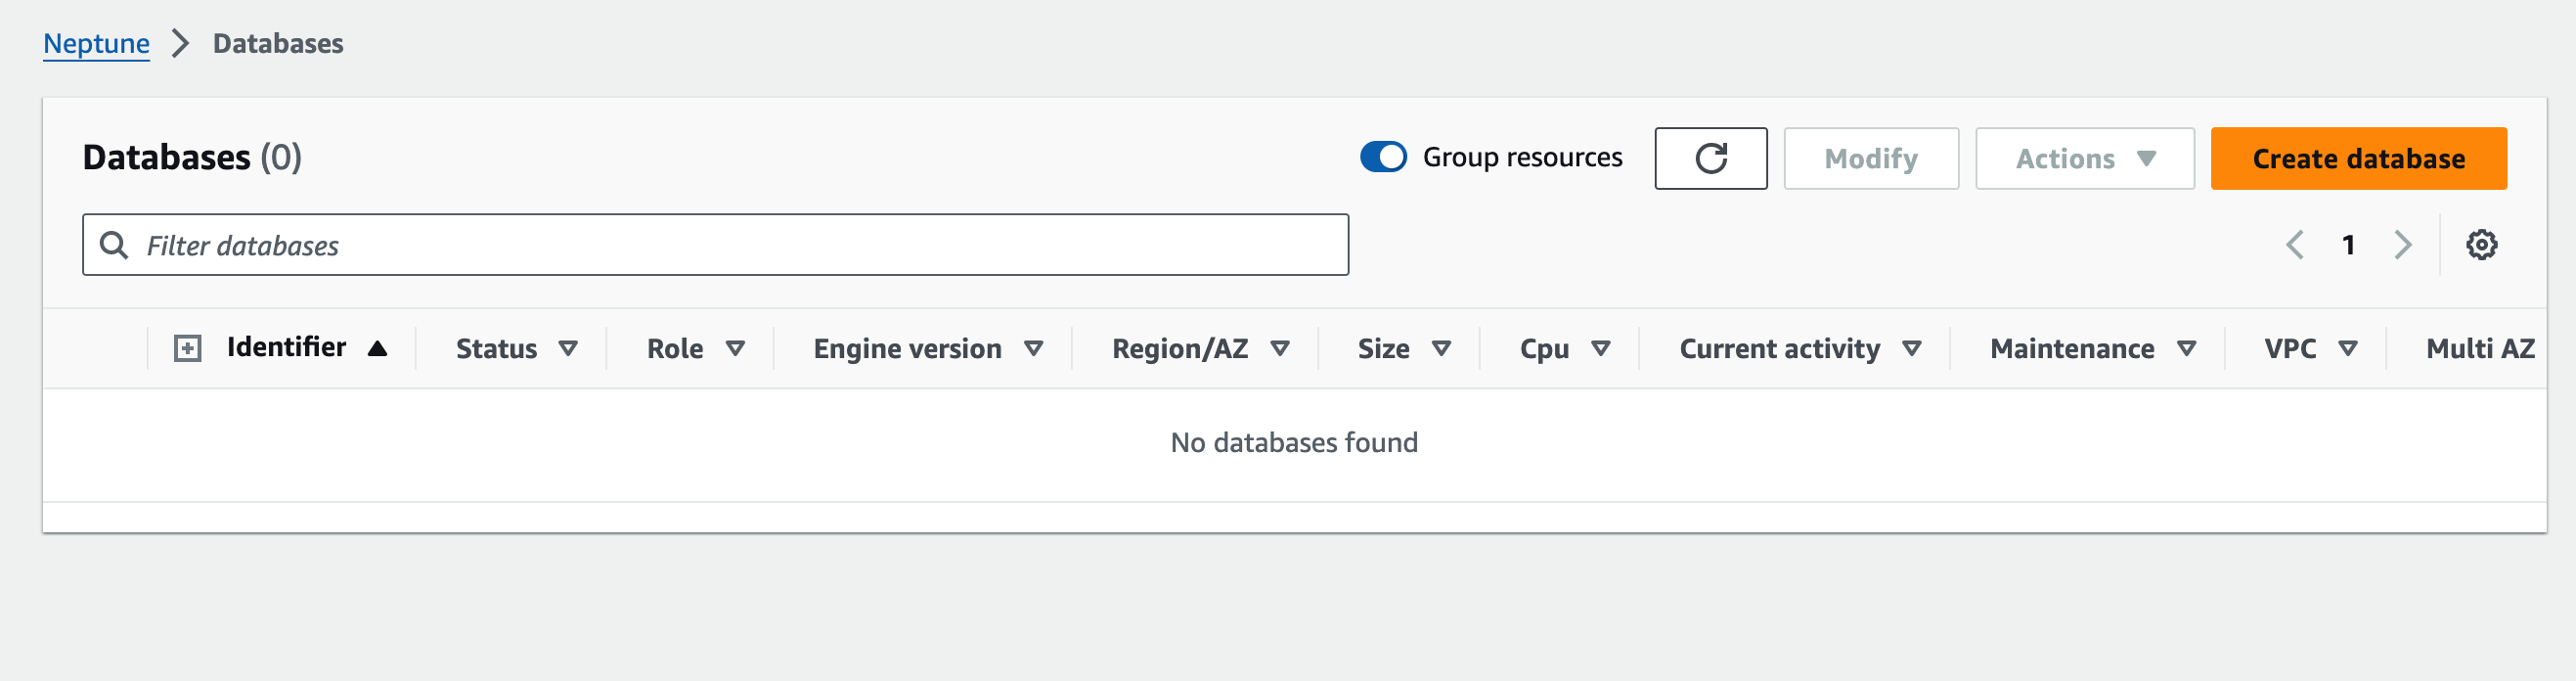 Neptune > Databases
Databases (0) Group resources Modify Actions Create database
Filter databases 1
Identifier Status Role Engine version Region/AZ Size Cpu Current activity Maintenance VPC Multi AZ
No databases found